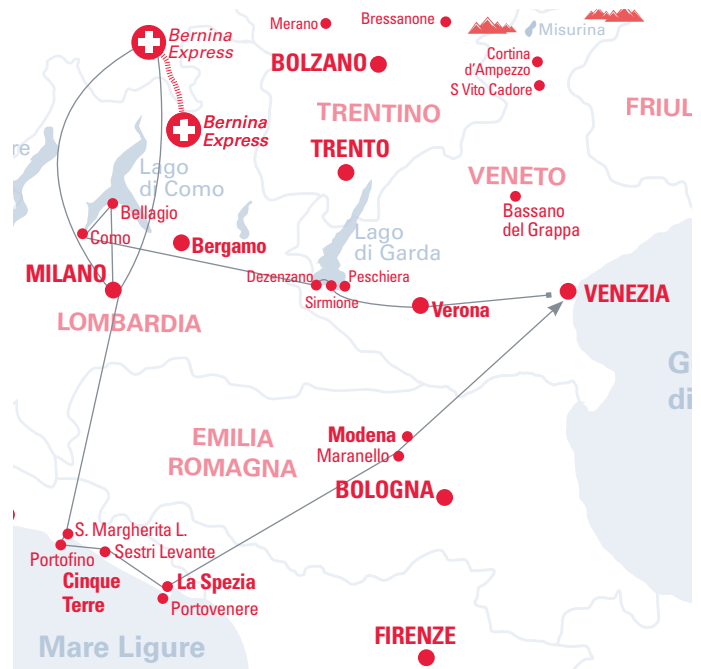 Bernina
Express
Merano
Bressanone
Misurina
BOLZANO
Cortina
d'Ampezzo
S Vito Cadore
TRENTINO
FRIUL
Bernina
Express
re
TRENTO
Lago
di Como
VENETO
Bellagio
Bassano
del Grappa
Como
Bergamo
Lago
di Garda
MILANO
Dezenzano
Peschiera
Sirmione
Verona
VENEZIA
LOMBARDIA
G
di
EMILIA
ROMAGNA
Modena
Maranello
BOLOGNA
S. Margherita L.
Portofino
Sestri Levante
Cinque
Terre
La Spezia
Portovenere
FIRENZE
Mare Ligure